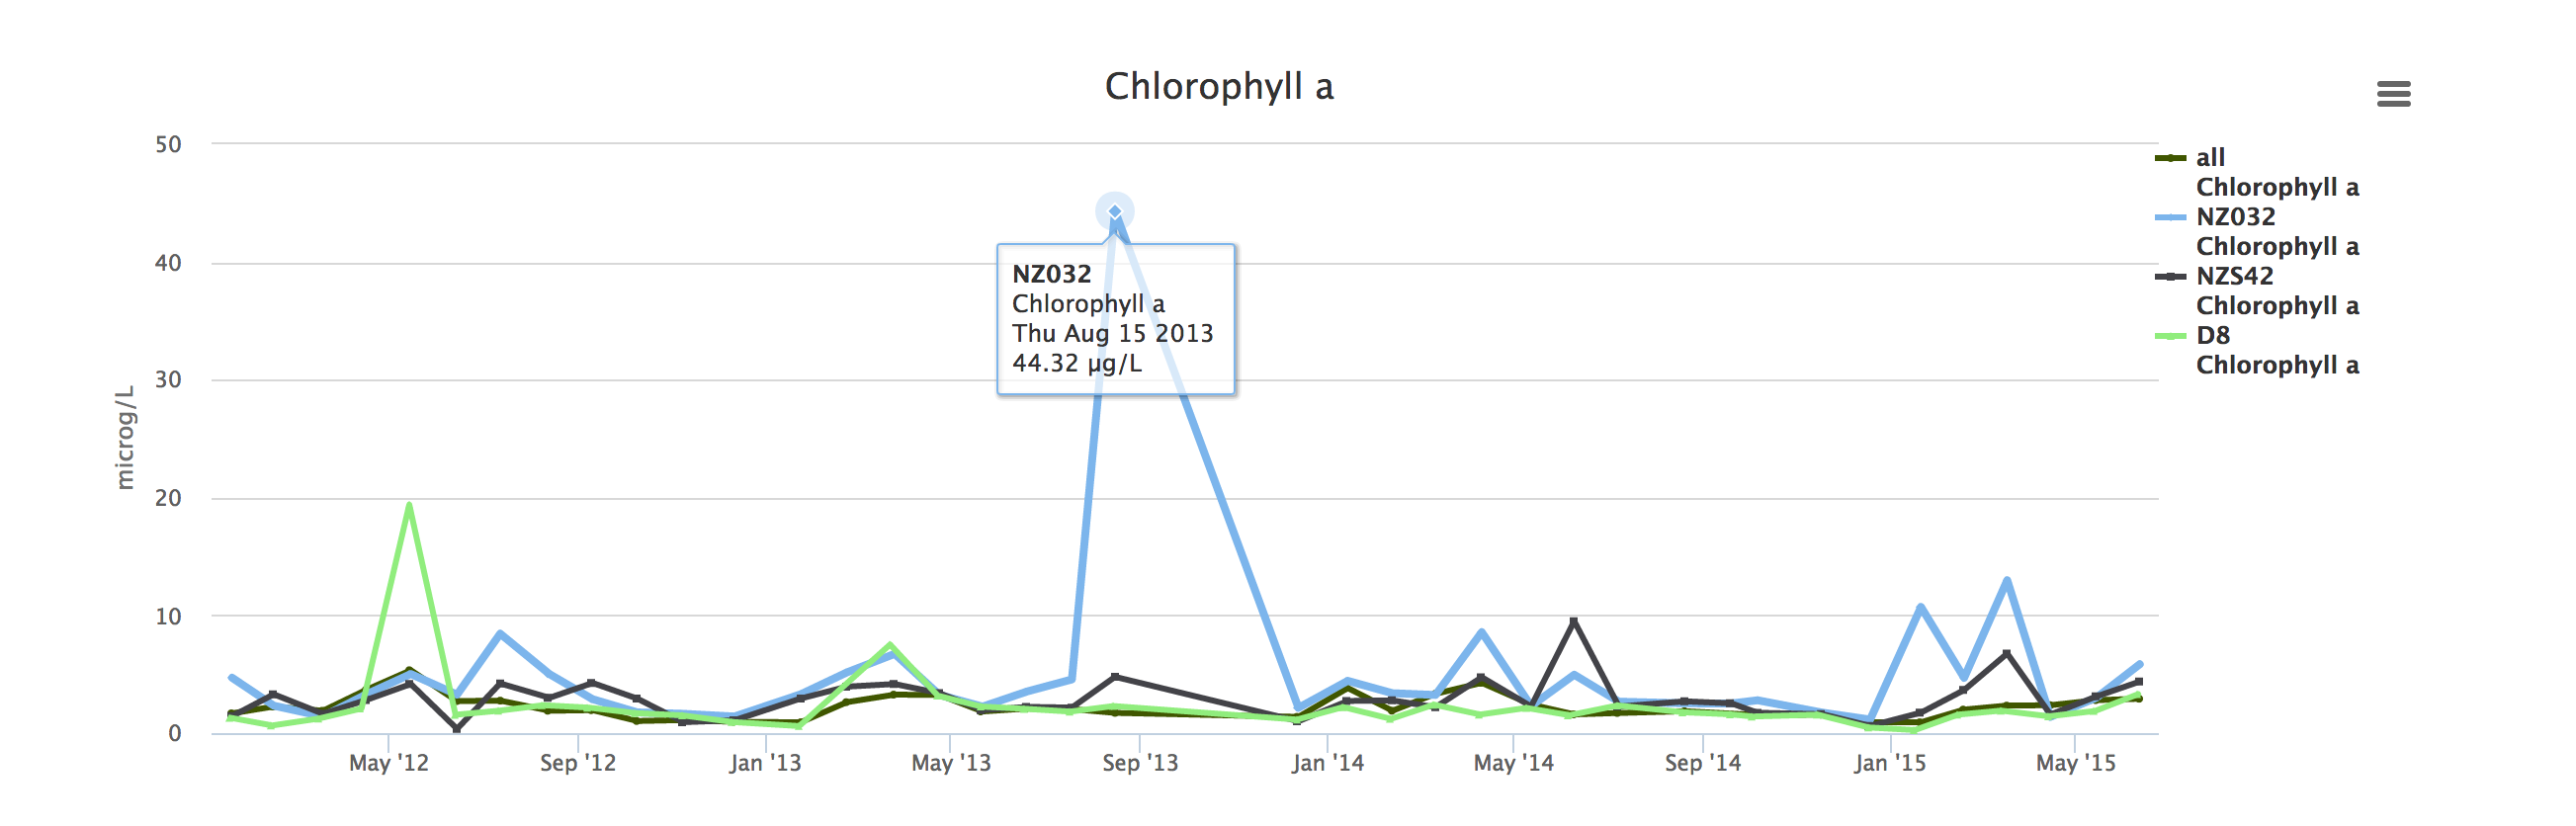 Chlorophyll a
50
40
30
20
10
0
microg/L
NZ032
Chlorophyll a
Thu Aug 15 2013
44.32 µg/L
all
Chlorophyll a
NZ032
Chlorophyll a
NZS42
Chlorophyll a
D8
Chlorophyll a
May '12 Sep '12 Jan '13 May '13 Sep '13 Jan '14 May '14 Sep '14 Jan '15 May '15